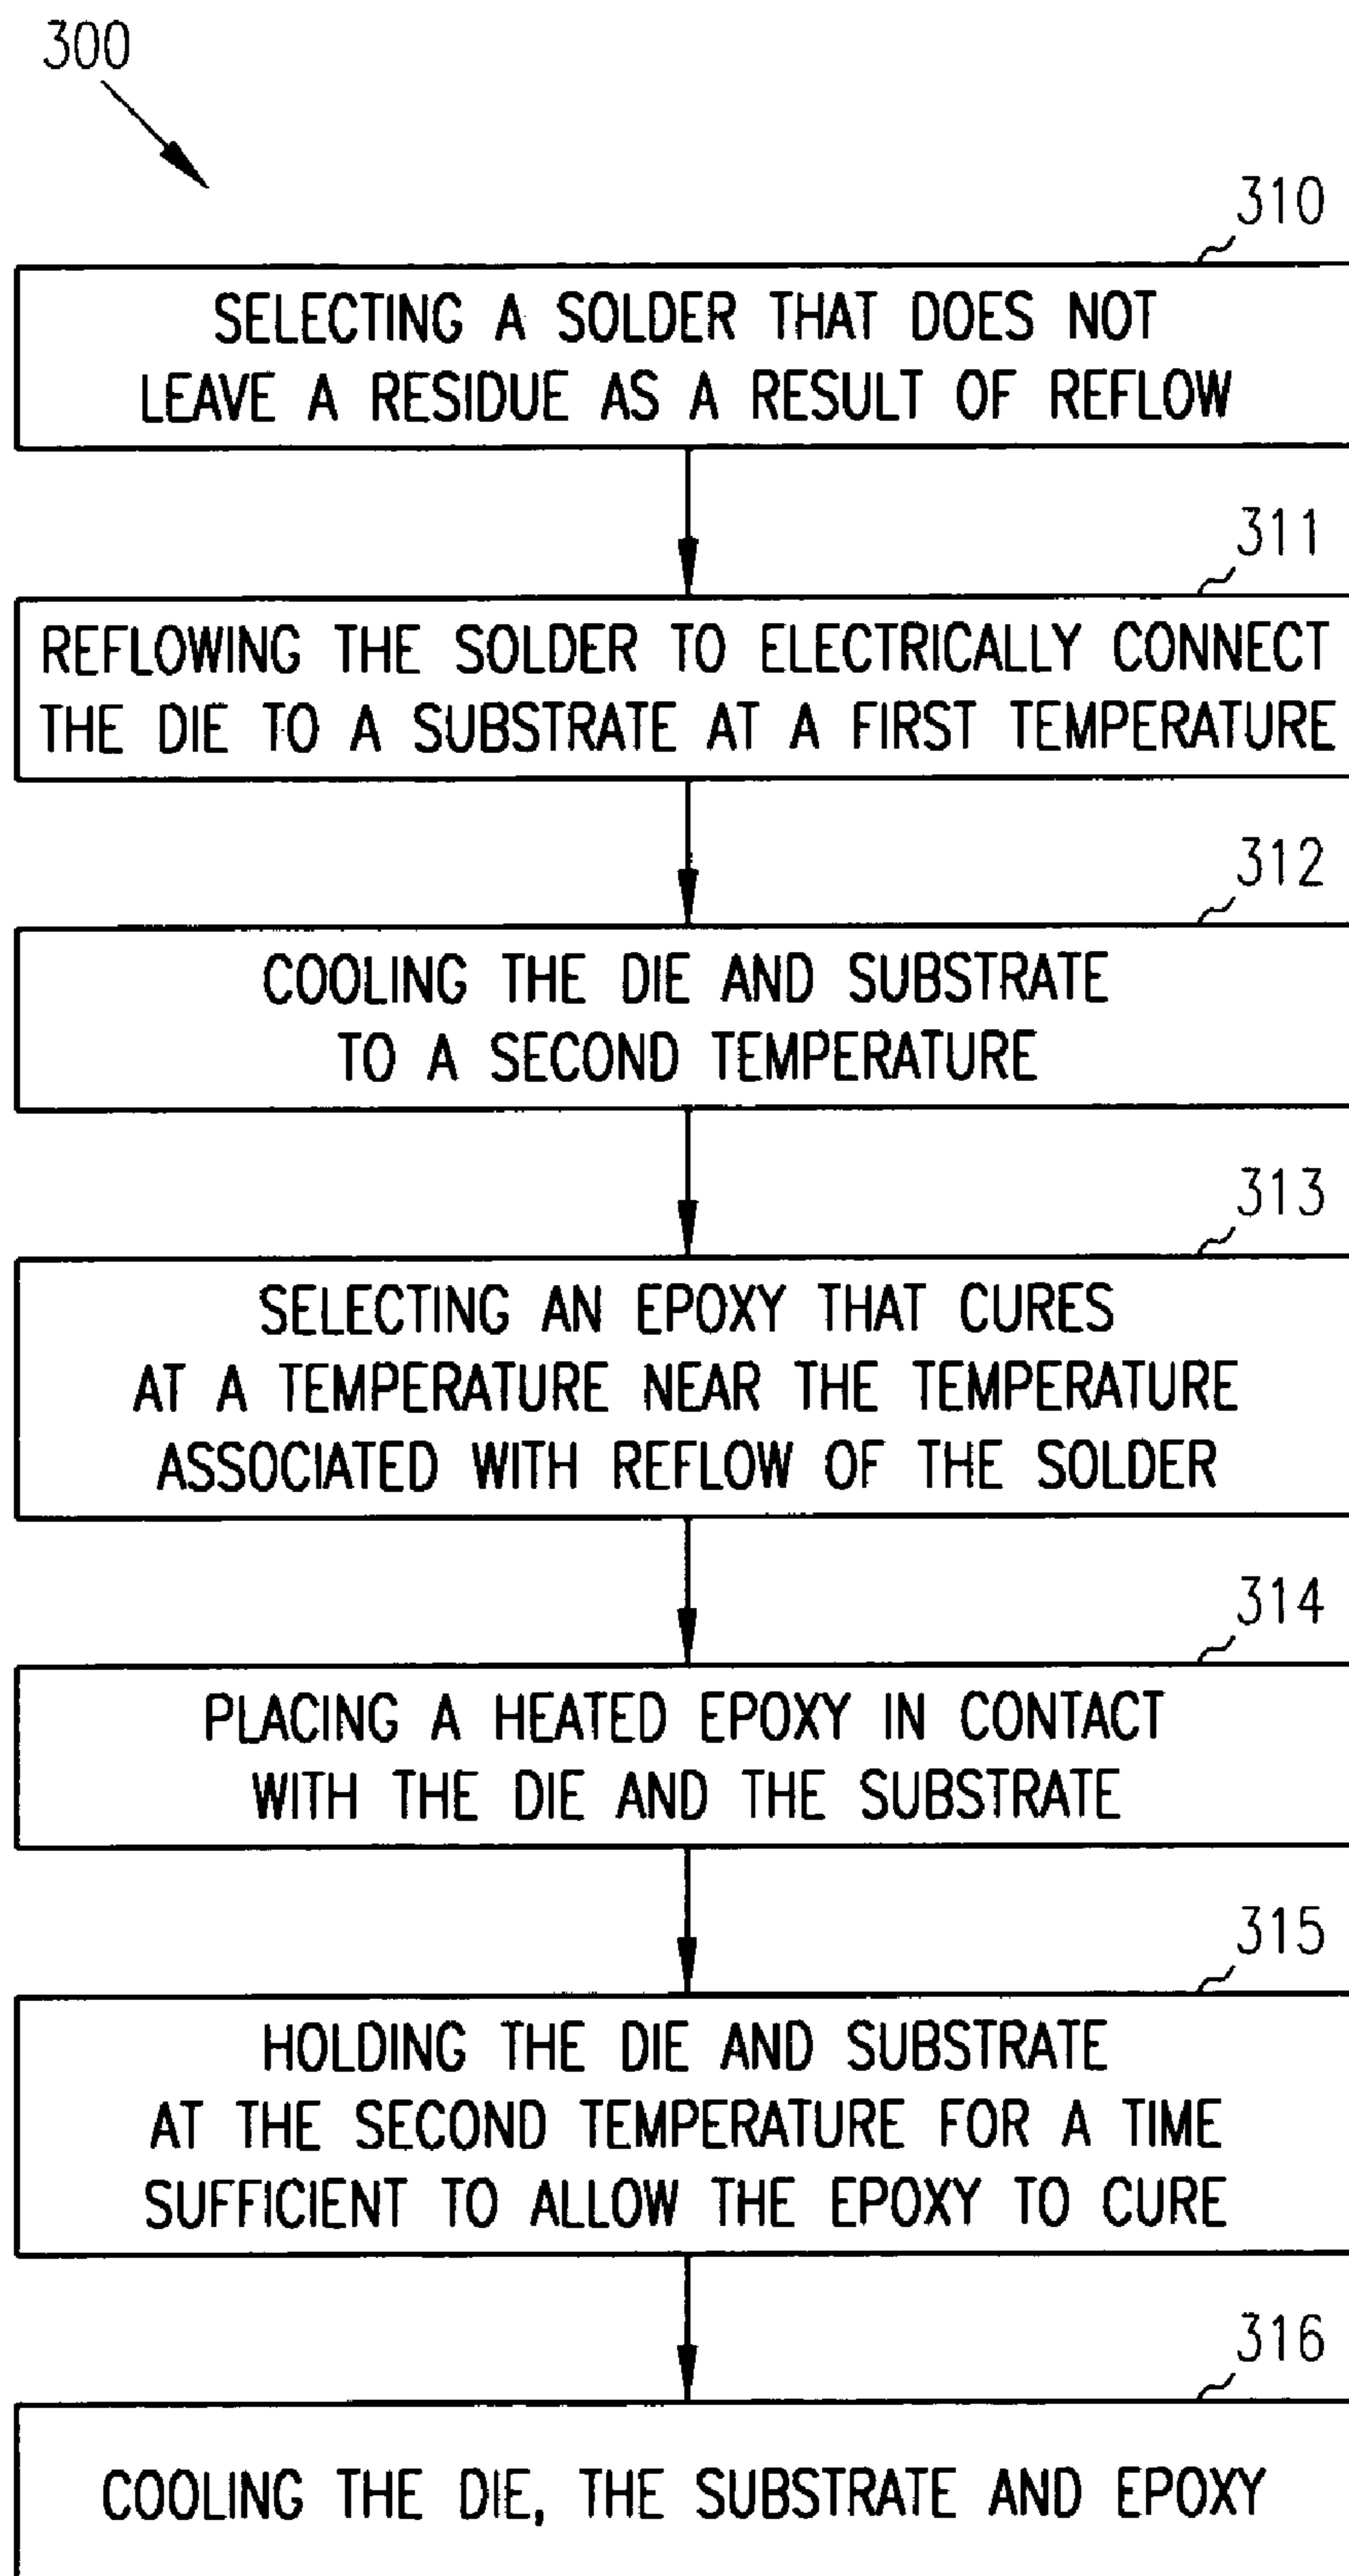 300
310
SELECTING A SOLDER THAT DOES NOT
LEAVE A RESIDUE AS A RESULT OF REFLOW
311
REFLOWING THE SOLDER TO ELECTRICALLY CONNECT
THE DIE TO A SUBSTRATE AT A FIRST TEMPERATURE
312
COOLING THE DIE AND SUBSTRATE
TO A SECOND TEMPERATURE
313
SELECTING AN EPOXY THAT CURES
AT A TEMPERATURE NEAR THE TEMPERATURE
ASSOCIATED WITH REFLOW OF THE SOLDER
314
PLACING A HEATED EPOXY IN CONTACT
WITH THE DIE AND THE SUBSTRATE
315
HOLDING THE DIE AND SUBSTRATE
AT THE SECOND TEMPERATURE FOR A TIME
SUFFICIENT TO ALLOW THE EPOXY TO CURE
316
COOLING THE DIE, THE SUBSTRATE AND EPOXY